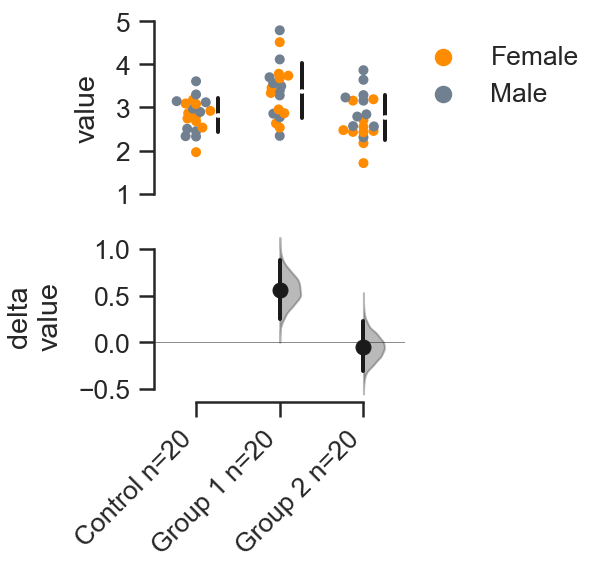 5
4
3
2
1
value
Female
Male
1.0
0.5
0.0
−0.5
delta
value
Control n=20
Group 1 n=20
Group 2 n=20